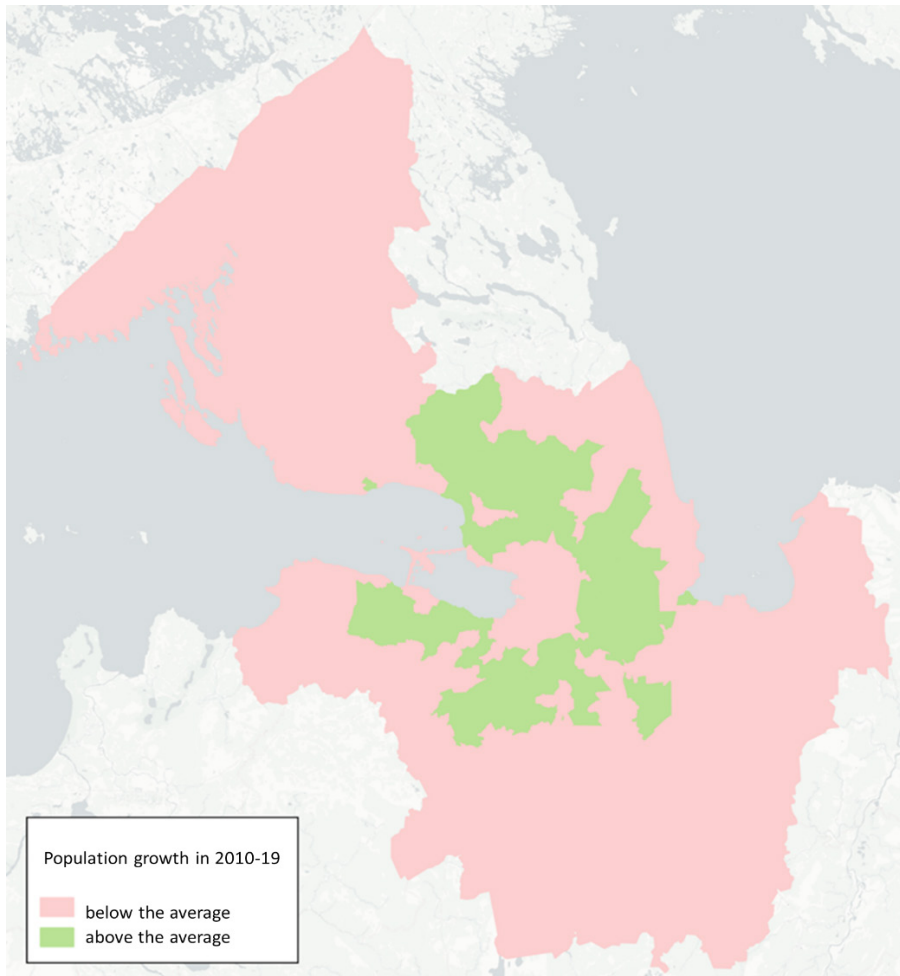 Population growth in 2010-19
below the average
above the average